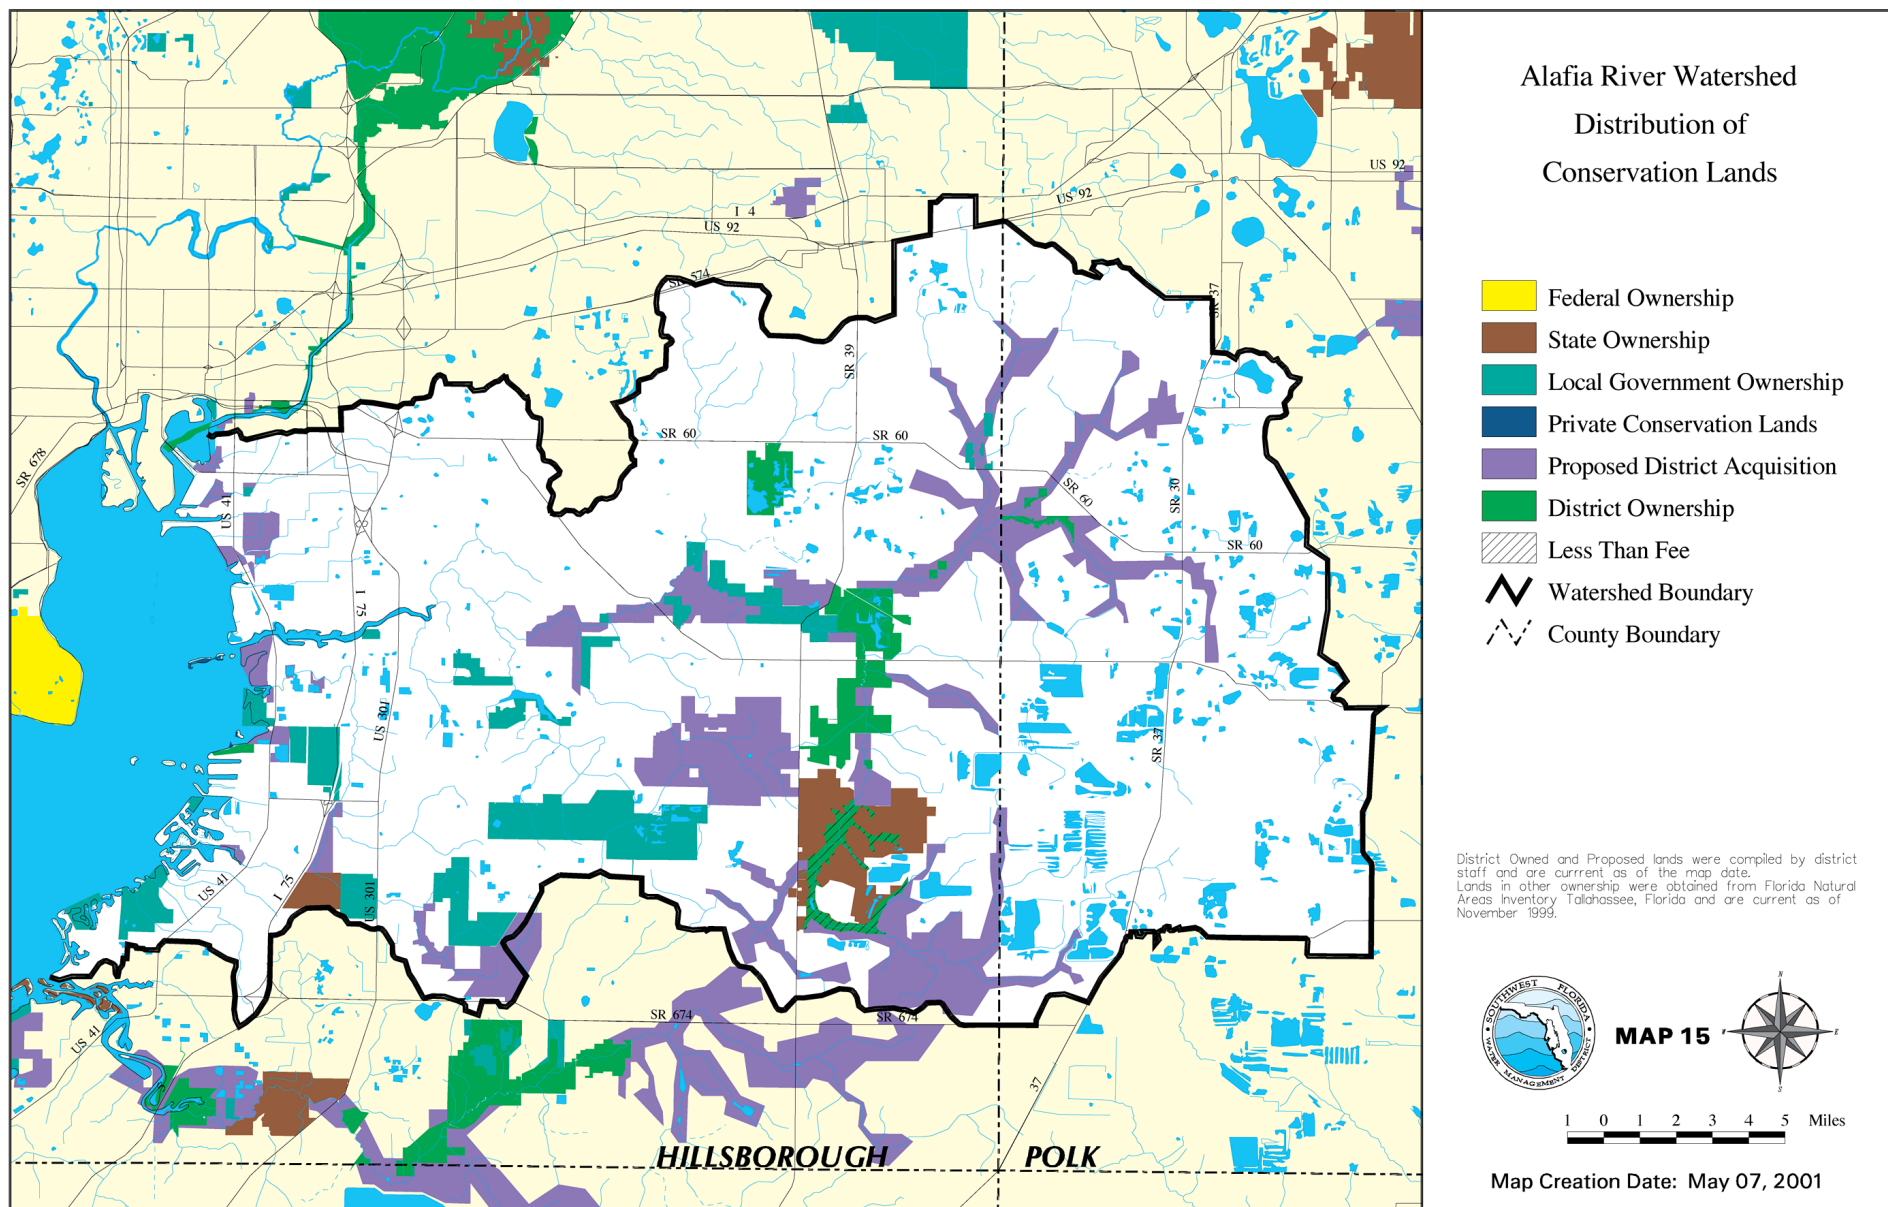 Alafia River Watershed
Distribution of
Conservation Lands
Federal Ownership
State Ownership
Local Government Ownership
Private Conservation Lands
Proposed District Acquisition
District Ownership
Less Than Fee
Watershed Boundary
County Boundary
District Owned and Proposed lands were compiled by district
staff and are currrent as of the map date.
Lands in other ownership were obtained from Florida Natural
Areas Inventory Tallahassee, Florida and are current as of
November 1999.
SOUTHWEST FLORIDA
WATER MANAGEMENT DISTRICT
MAP 15
N
E
S
W
1 0 1 2 3 4 5 Miles
Map Creation Date: May 07, 2001
US 92
US 92
I 4
US 92
SR 574
SR 37
SR 39
SR 60
SR 60
SR 678
US 41
SR 60
SR 30
SR 60
I 75
US 301
SR 37
US 41
I 75
US 301
SR 674
SR 674
US 41
37
HILLSBOROUGH
POLK